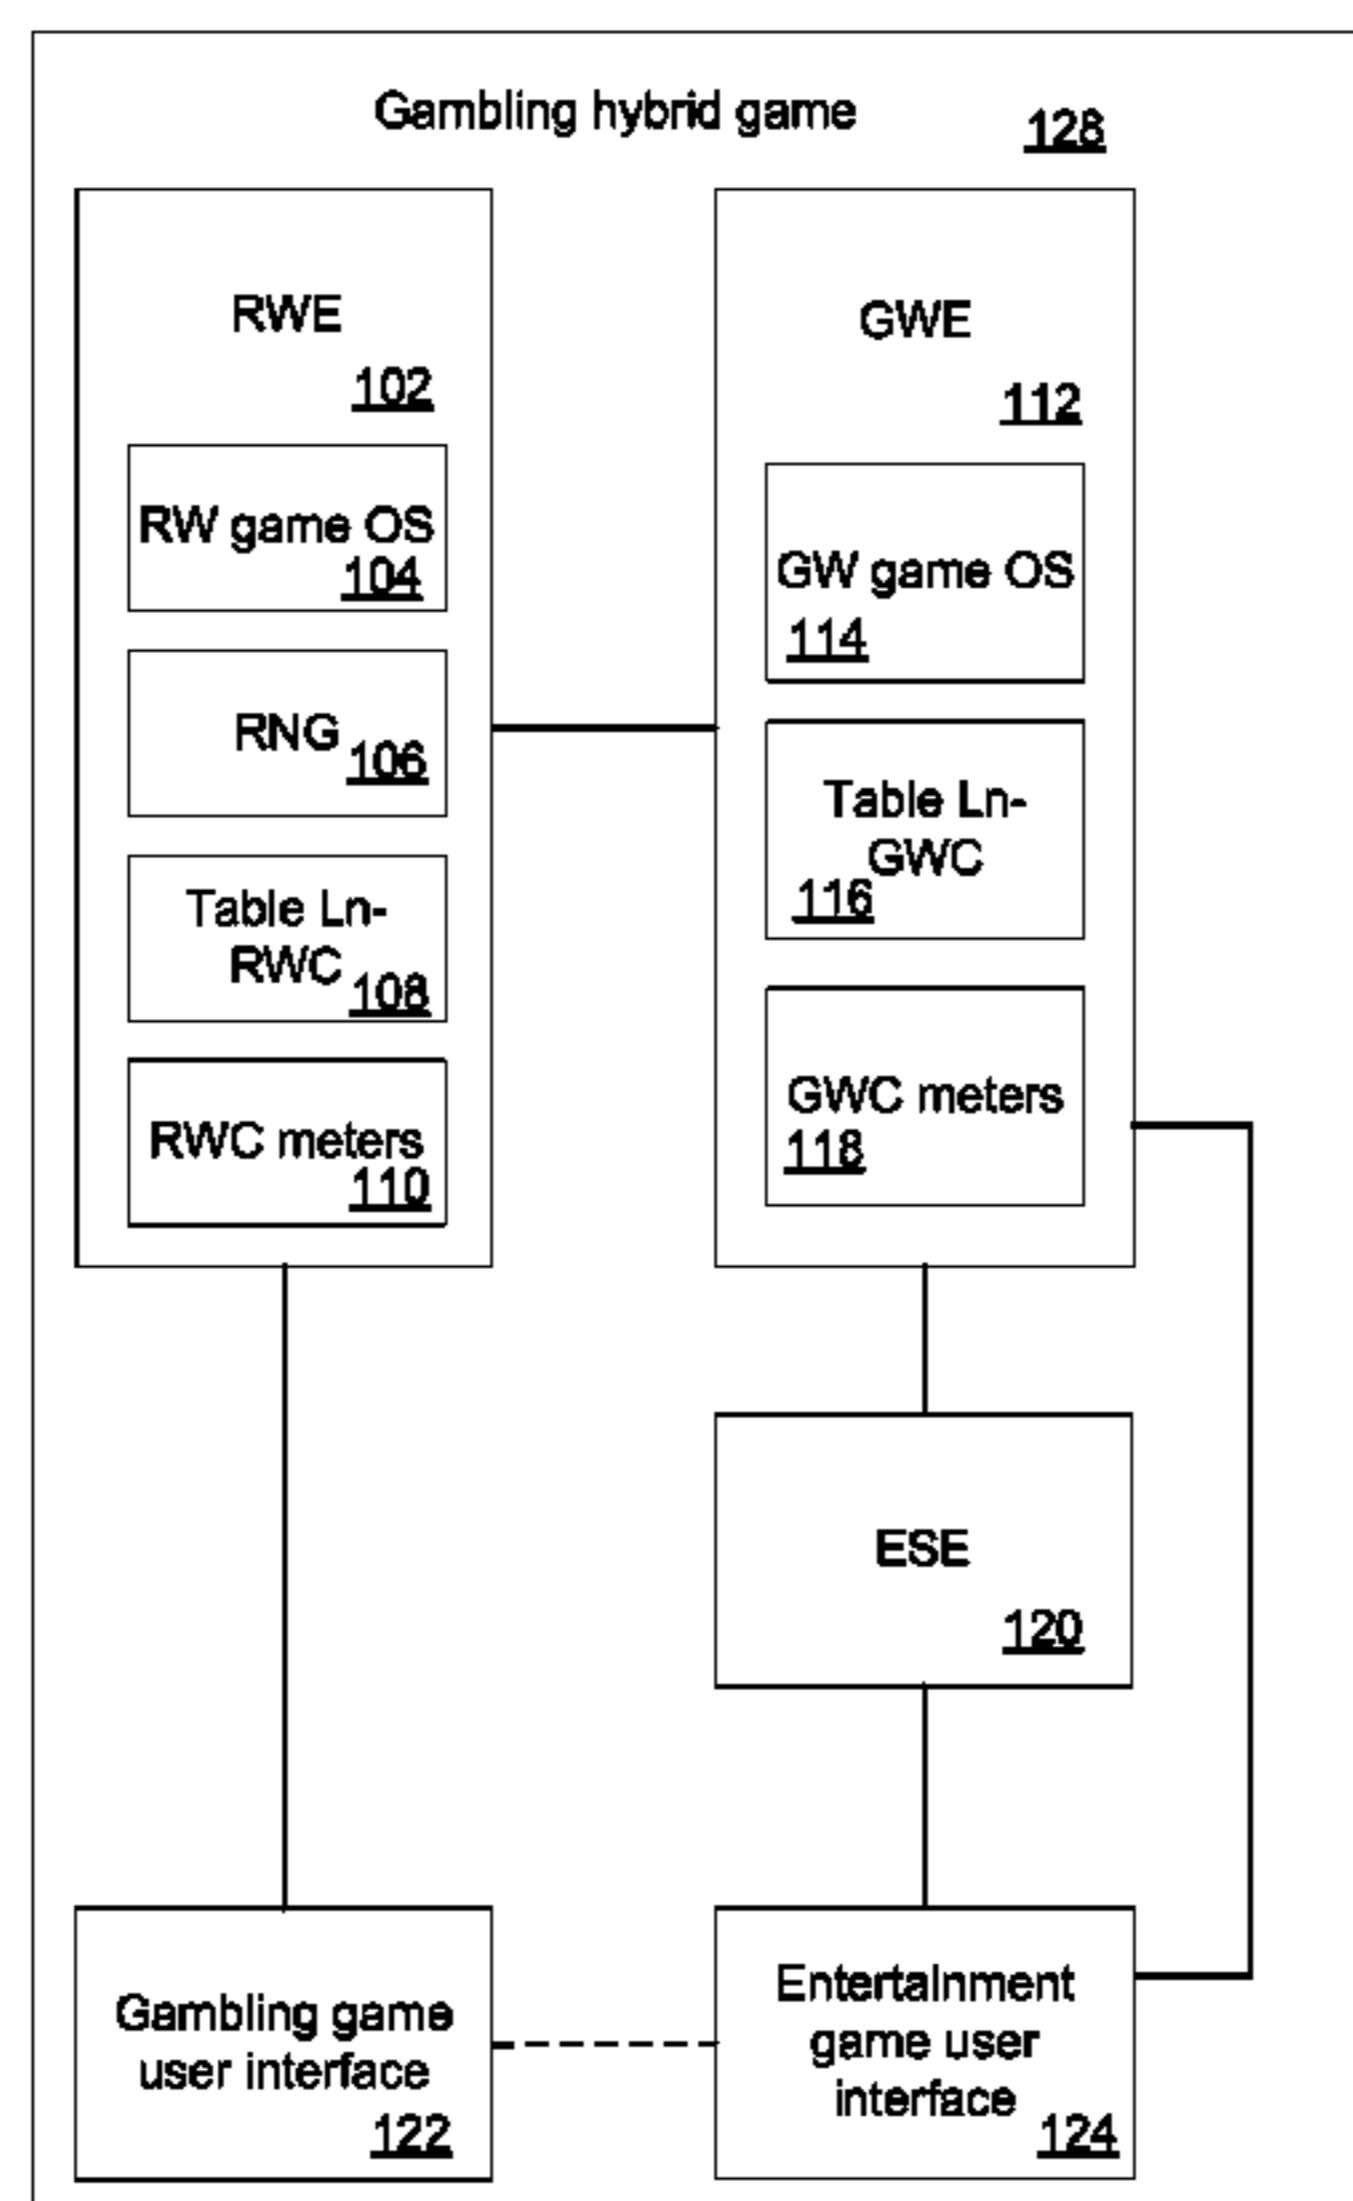 Gambling hybrid game
128
RWE
102
RW game OS
104
RNG
106
Table Ln-
RWC
108
RWC meters
110
GWE
112
GW game OS
114
Table Ln-
GWC
116
GWC meters
118
ESE
120
Gambling game
user interface
122
Entertainment
game user
interface
124